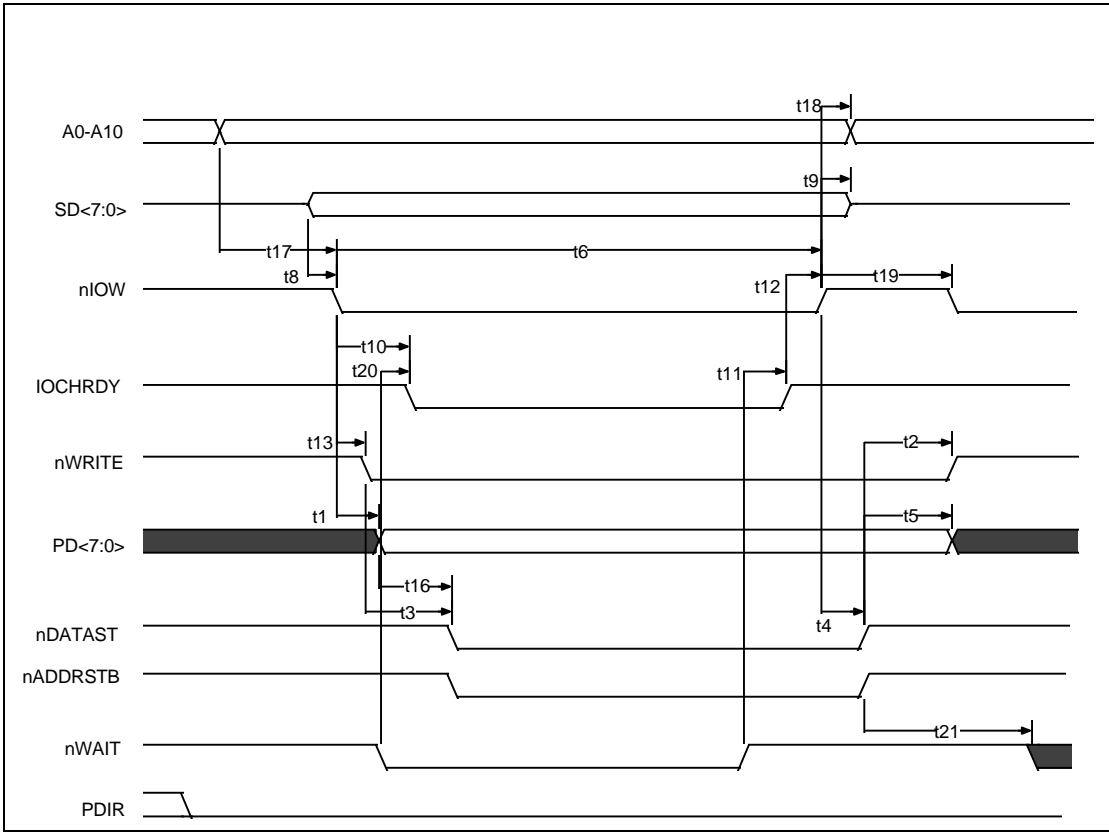 t18
A0-A10
t9
SD<7:0>
t17
t6
t8
t12
t19
nIOW
t10
t20
t11
IOCHRDY
t13
t2
nWRITE
t1
t5
PD<7:0>
t16
t3
t4
nDATAST
nADDRSTB
t21
nWAIT
PDIR